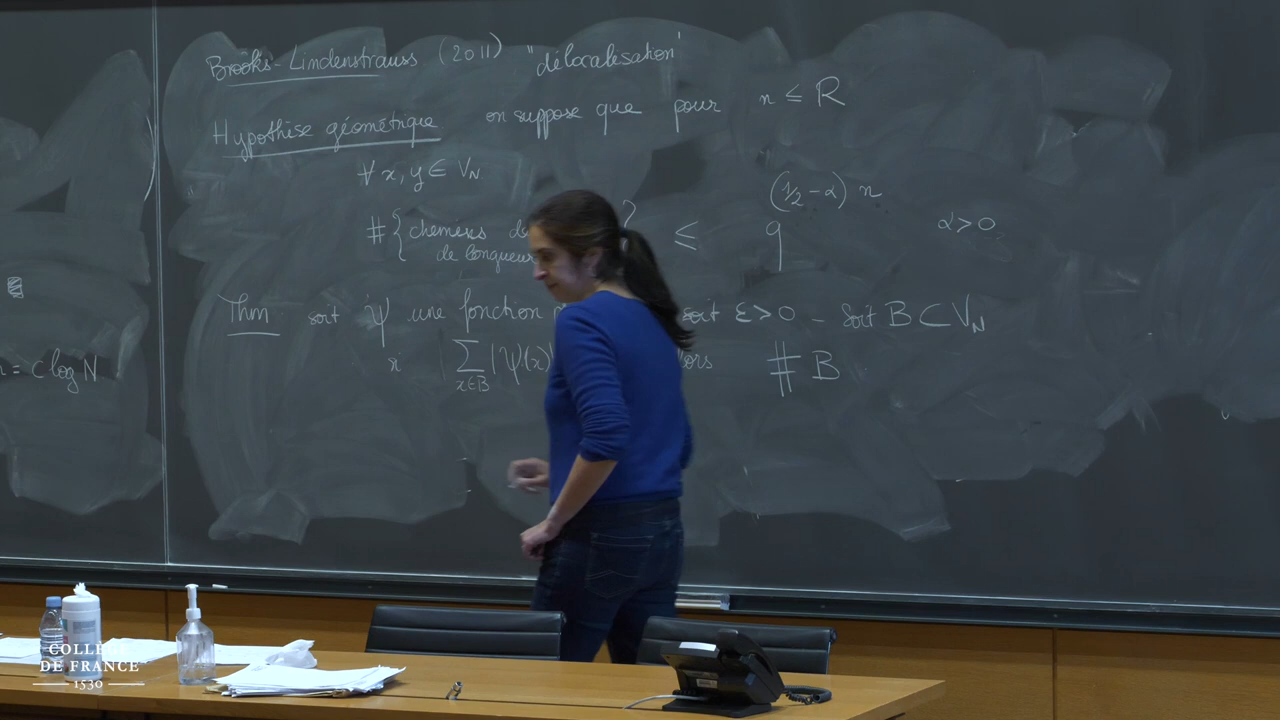 = c log N
Brooks-Lindenstrauss (2011) "délocalisation"
Hypothèse géométrique on suppose que pour n ≤ R
∀ x, y ∈ V_N
(1/2 - α) n
# { chemins de } ≤ q α > 0
de longueur
Thm soit ψ une fonction soit ε > 0 - Soit B ⊂ V_N
∑ |ψ(x) # B
x∈B
COLLÈGE
DE FRANCE
1530